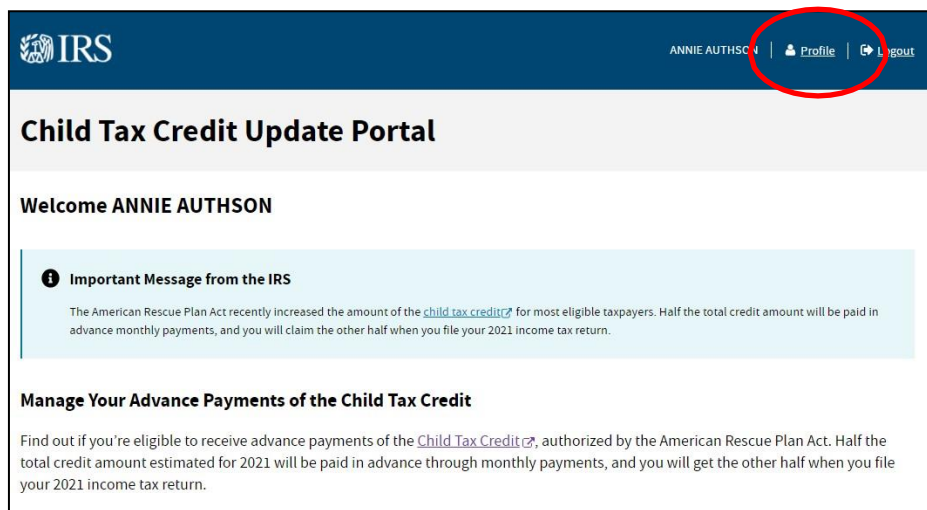 IRS
ANNIE AUTHSON | Profile | Logout
Child Tax Credit Update Portal
Welcome ANNIE AUTHSON
Important Message from the IRS
The American Rescue Plan Act recently increased the amount of the child tax credit for most eligible taxpayers. Half the total credit amount will be paid in
advance monthly payments, and you will claim the other half when you file your 2021 income tax return.
Manage Your Advance Payments of the Child Tax Credit
Find out if you're eligible to receive advance payments of the Child Tax Credit, authorized by the American Rescue Plan Act. Half the
total credit amount estimated for 2021 will be paid in advance through monthly payments, and you will get the other half when you file
your 2021 income tax return.